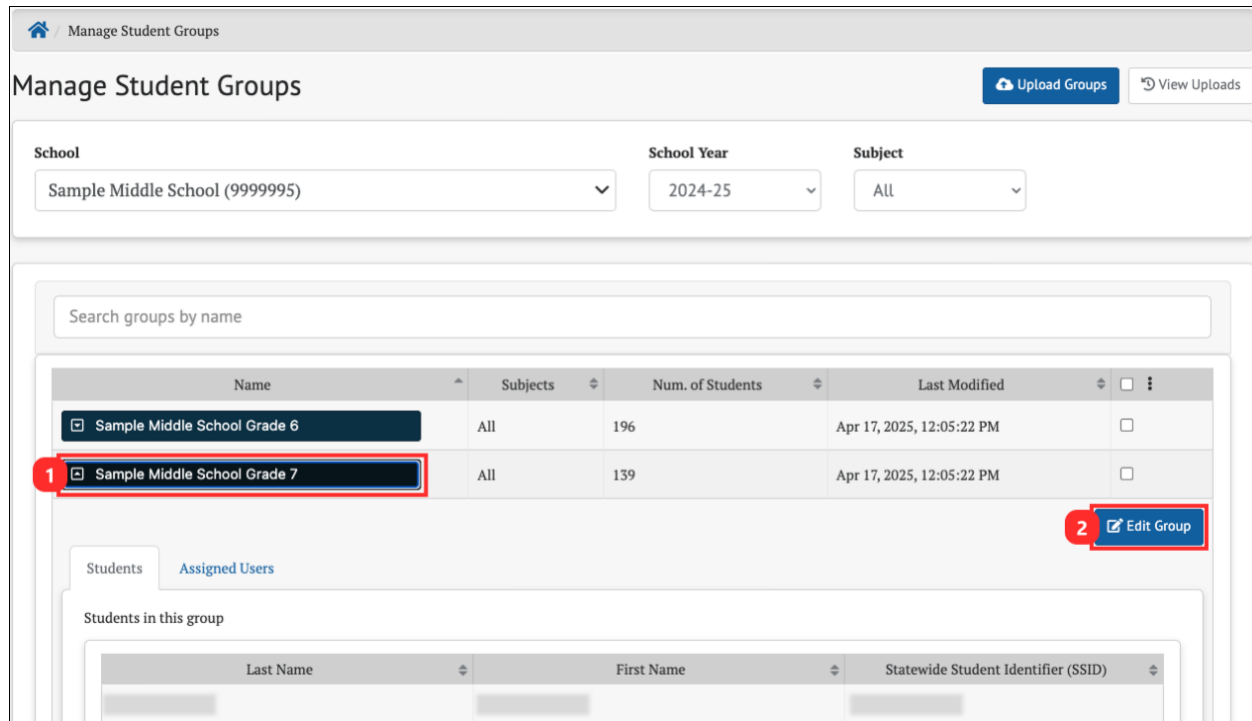 / Manage Student Groups
Manage Student Groups
Upload Groups
View Uploads
School
School Year
Subject
Sample Middle School (9999995)
2024-25
All
Search groups by name
Name Subjects Num. of Students Last Modified
Sample Middle School Grade 6 All 196 Apr 17, 2025, 12:05:22 PM
1 Sample Middle School Grade 7 All 139 Apr 17, 2025, 12:05:22 PM
2 Edit Group
Students Assigned Users
Students in this group
Last Name First Name Statewide Student Identifier (SSID)